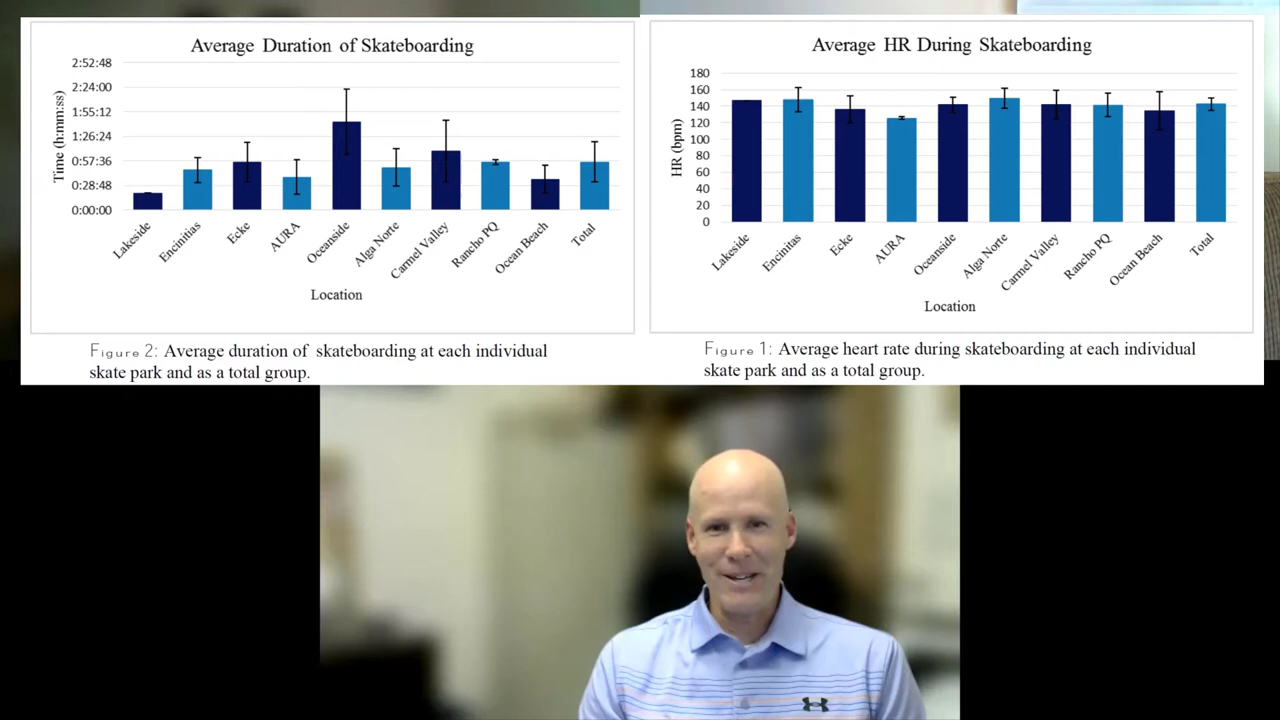 Average Duration of Skateboarding
Time (h:mm:ss)
2:52:48
2:24:00
1:55:12
1:26:24
0:57:36
0:28:48
0:00:00
Lakeside
Encinitias
Ecke
AURA
Oceanside
Alga Norte
Carmel Valley
Rancho PQ
Ocean Beach
Total
Location
Figure 2: Average duration of skateboarding at each individual
skate park and as a total group.
Average HR During Skateboarding
HR (bpm)
180
160
140
120
100
80
60
40
20
0
Lakeside
Encinitas
Ecke
AURA
Oceanside
Alga Norte
Carmel Valley
Rancho PQ
Ocean Beach
Total
Location
Figure 1: Average heart rate during skateboarding at each individual
skate park and as a total group.